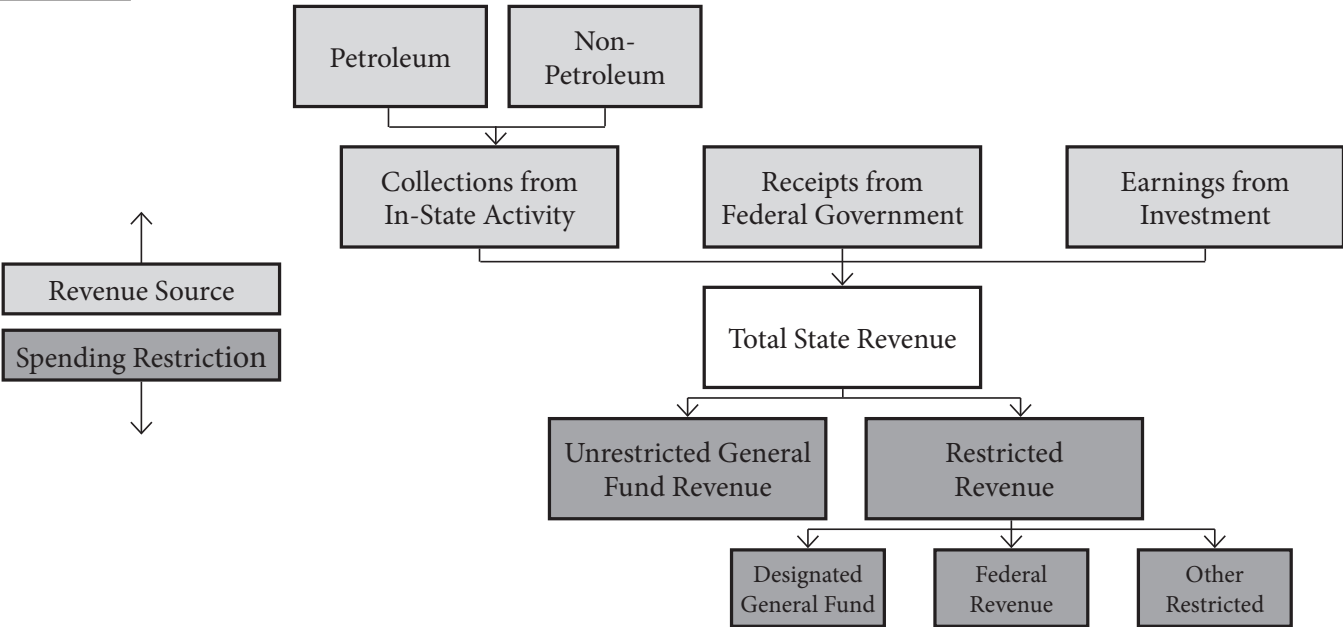 Petroleum
Non-
Petroleum
Collections from
In-State Activity
Receipts from
Federal Government
Earnings from
Investment
Revenue Source
Spending Restriction
Total State Revenue
Unrestricted General
Fund Revenue
Restricted
Revenue
Designated
General Fund
Federal
Revenue
Other
Restricted